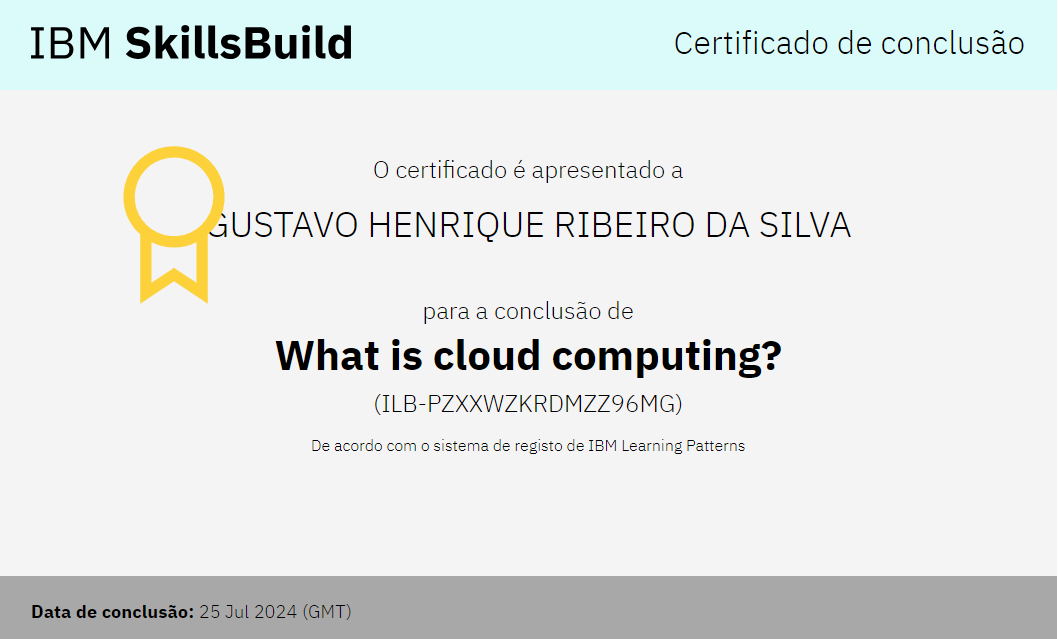 IBM SkillsBuild
Certificado de conclusão
O certificado é apresentado a
GUSTAVO HENRIQUE RIBEIRO DA SILVA
para a conclusão de
What is cloud computing?
(ILB-PZXXWZKRDMZZ96MG)
De acordo com o sistema de registo de IBM Learning Patterns
Data de conclusão: 25 Jul 2024 (GMT)